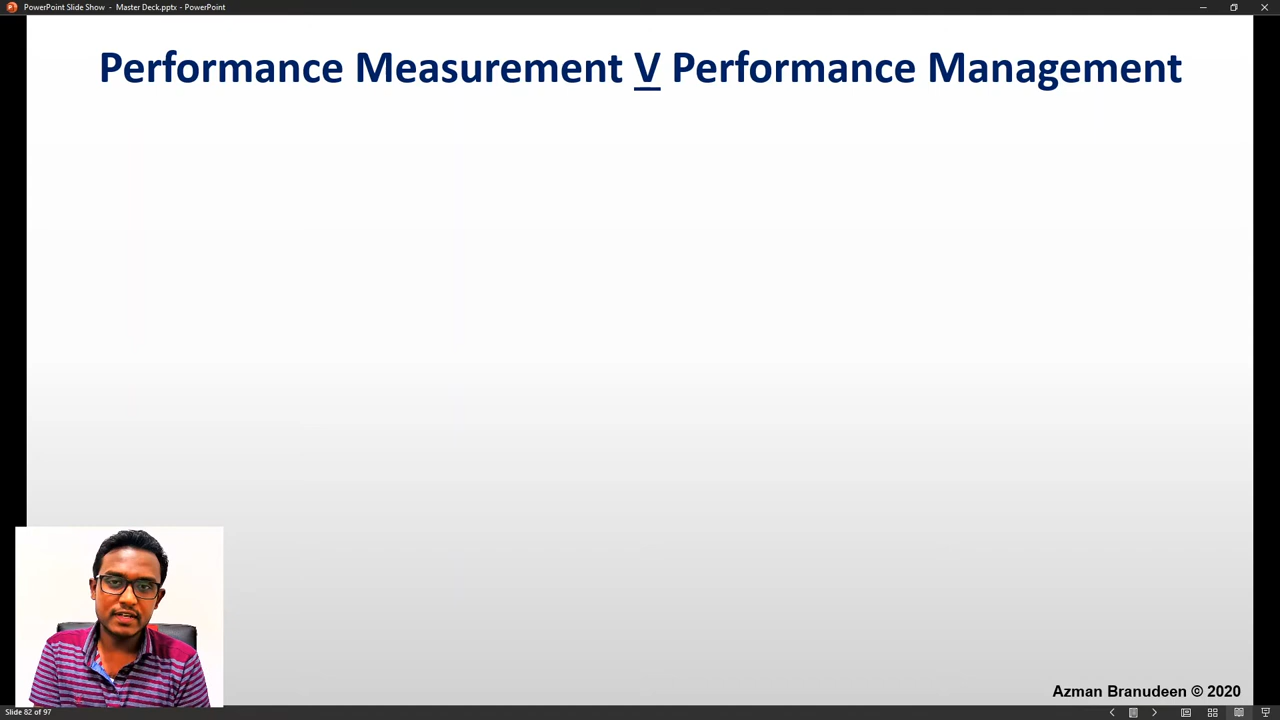 PowerPoint Slide Show - Master Deck.pptx - PowerPoint
Performance Measurement V Performance Management
Azman Branudeen © 2020
Slide 82 of 97